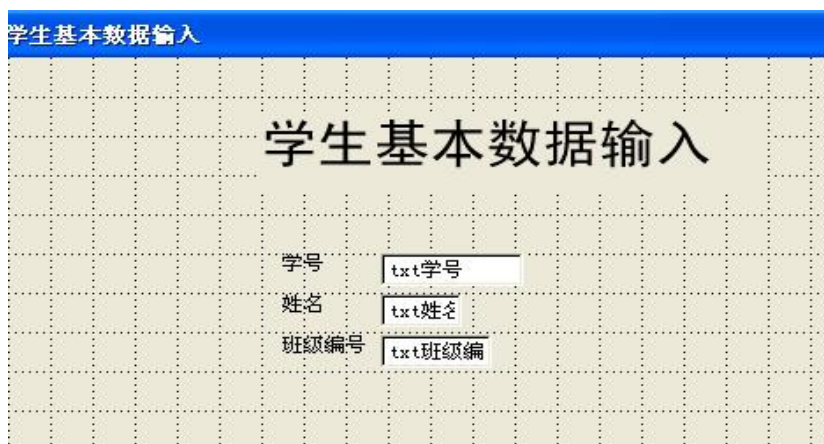 学生基本数据输入
学生基本数据输入
学号 txt学号
姓名 txt姓名
班级编号 txt班级编